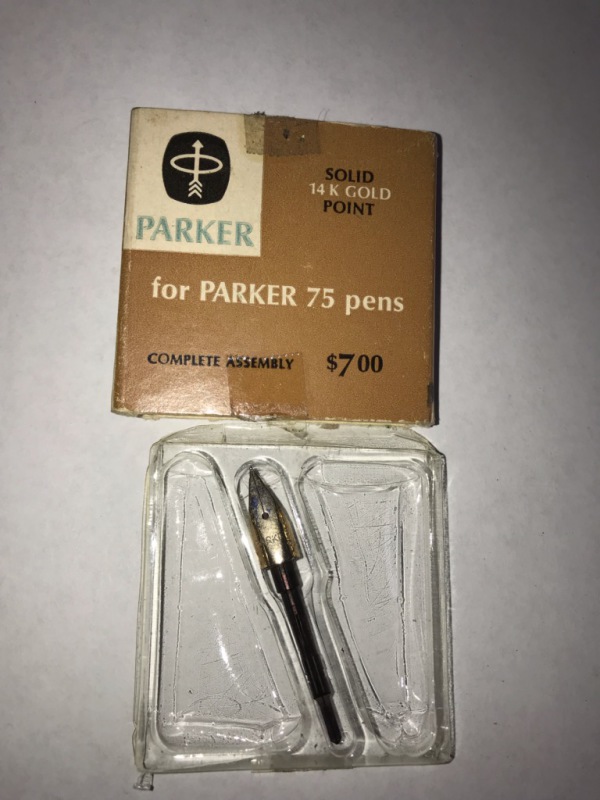 SOLID
14 K GOLD
POINT
PARKER
for PARKER 75 pens
COMPLETE ASSEMBLY $7.00